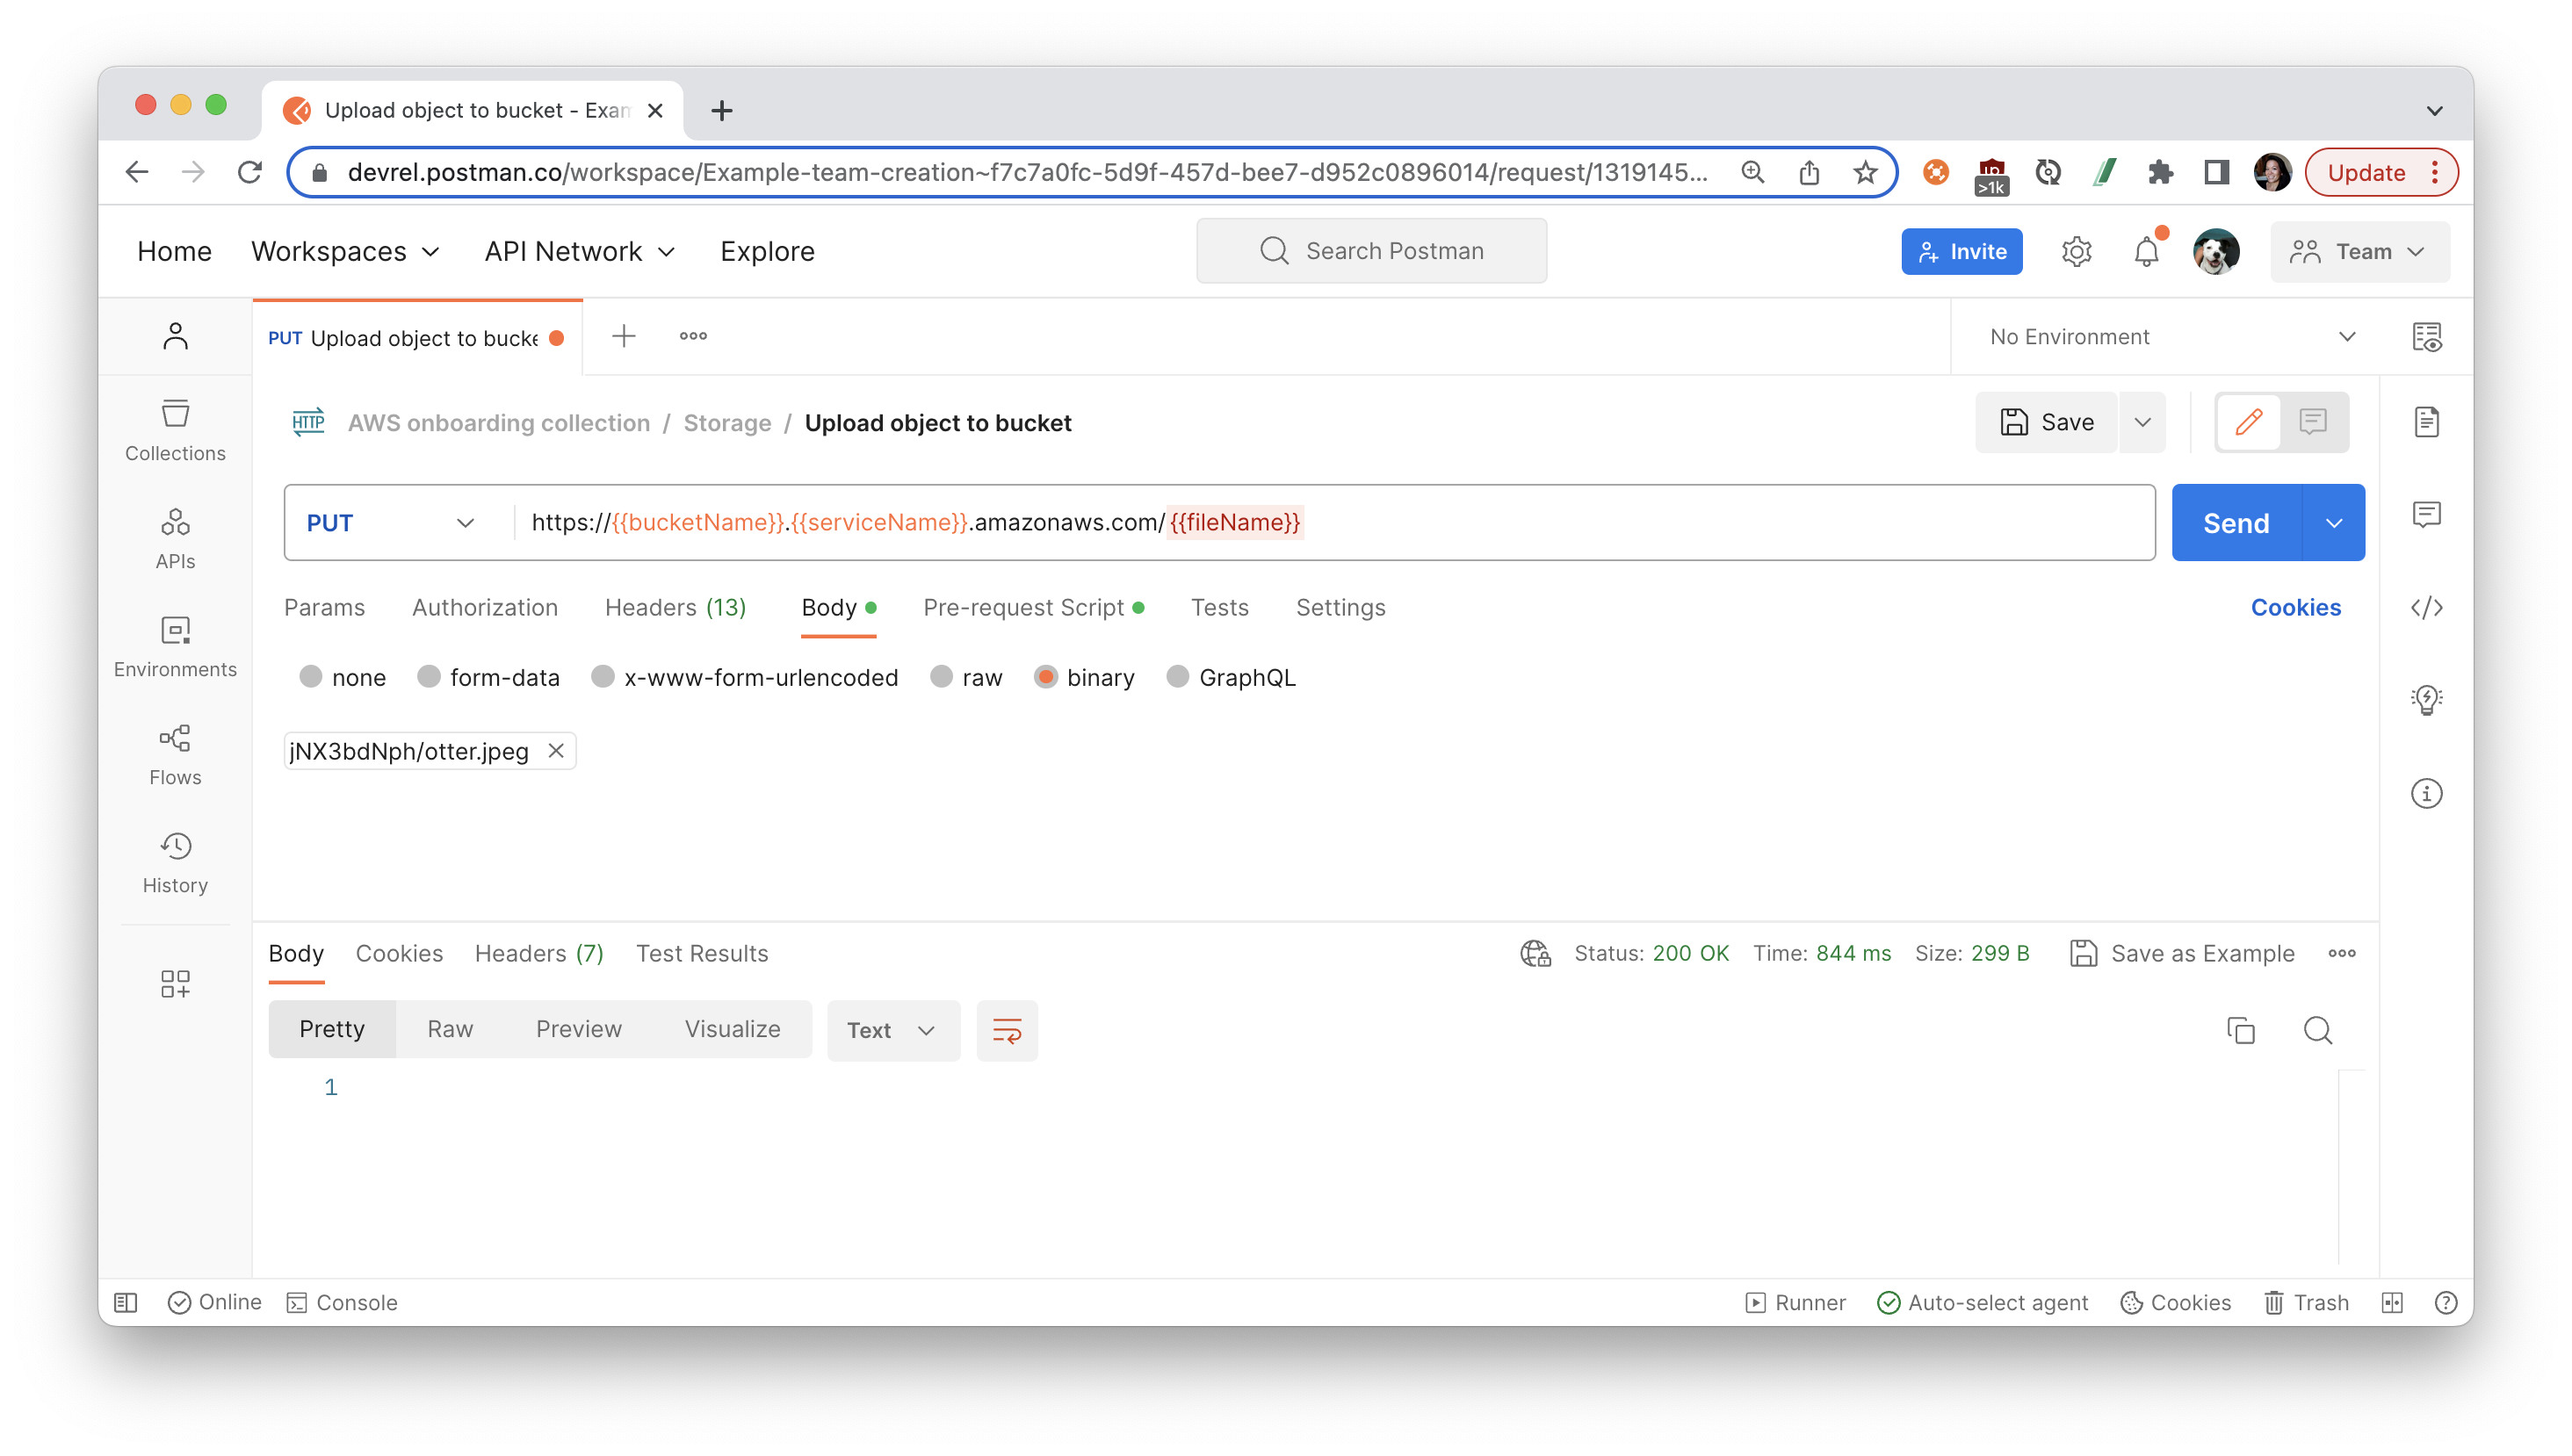 Upload object to bucket - Exam
devrel.postman.co/workspace/Example-team-creation~f7c7a0fc-5d9f-457d-bee7-d952c0896014/request/1319145...
>1k
Update
Home Workspaces API Network Explore
Search Postman
Invite
Team
PUT Upload object to bucke
No Environment
HTTP AWS onboarding collection / Storage / Upload object to bucket
Save
Collections
PUT https://{{bucketName}}.{{serviceName}}.amazonaws.com/{{fileName}}
Send
APIs
Params Authorization Headers (13) Body Pre-request Script Tests Settings
Cookies
Environments
none form-data x-www-form-urlencoded raw binary GraphQL
jNX3bdNph/otter.jpeg
Flows
History
Body Cookies Headers (7) Test Results
Status: 200 OK Time: 844 ms Size: 299 B Save as Example
Pretty Raw Preview Visualize Text
1
Online Console
Runner Auto-select agent Cookies Trash